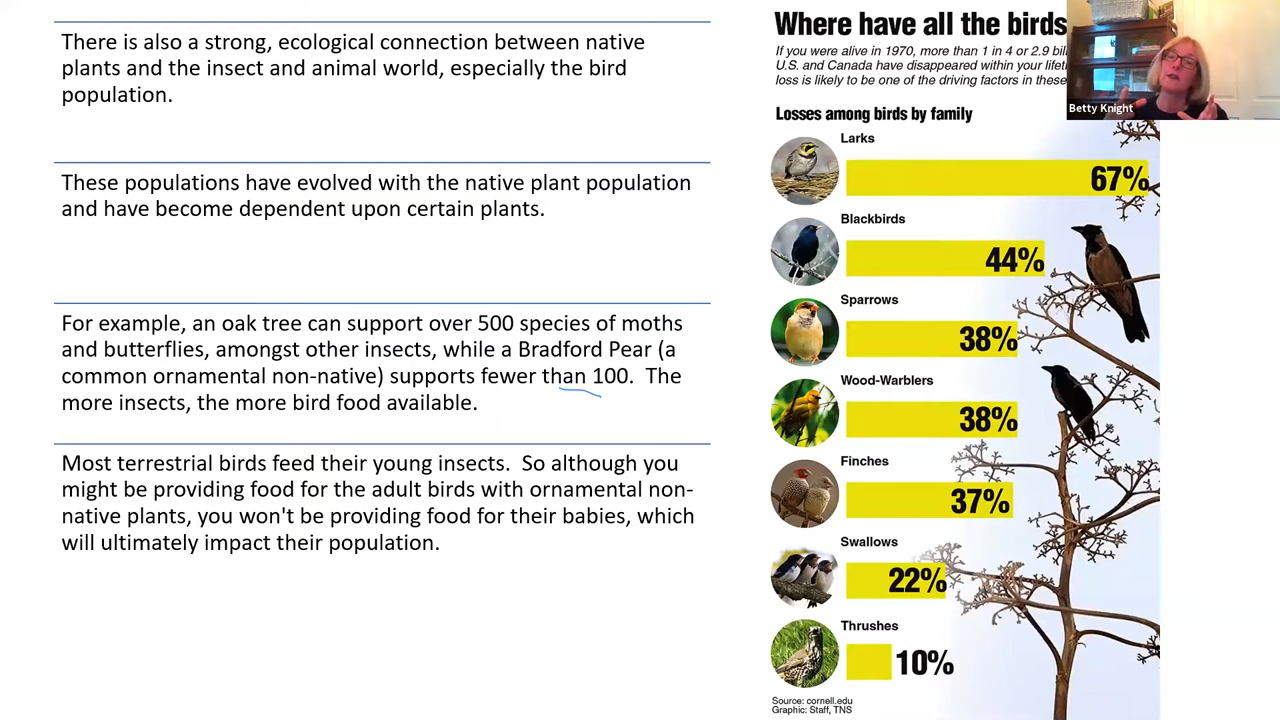 There is also a strong, ecological connection between native
plants and the insect and animal world, especially the bird
population.
These populations have evolved with the native plant population
and have become dependent upon certain plants.
For example, an oak tree can support over 500 species of moths
and butterflies, amongst other insects, while a Bradford Pear (a
common ornamental non-native) supports fewer than 100.  The
more insects, the more bird food available.
Most terrestrial birds feed their young insects.  So although you
might be providing food for the adult birds with ornamental non-
native plants, you won't be providing food for their babies, which
will ultimately impact their population.
Where have all the birds
If you were alive in 1970, more than 1 in 4 or 2.9
U.S. and Canada have disappeared within your
loss is likely to be one of the driving factors in these
Betty Knight
Losses among birds by family
Larks
67%
Blackbirds
44%
Sparrows
38%
Wood-Warblers
38%
Finches
37%
Swallows
22%
Thrushes
10%
Source: cornell.edu
Graphic: Staff, TNS